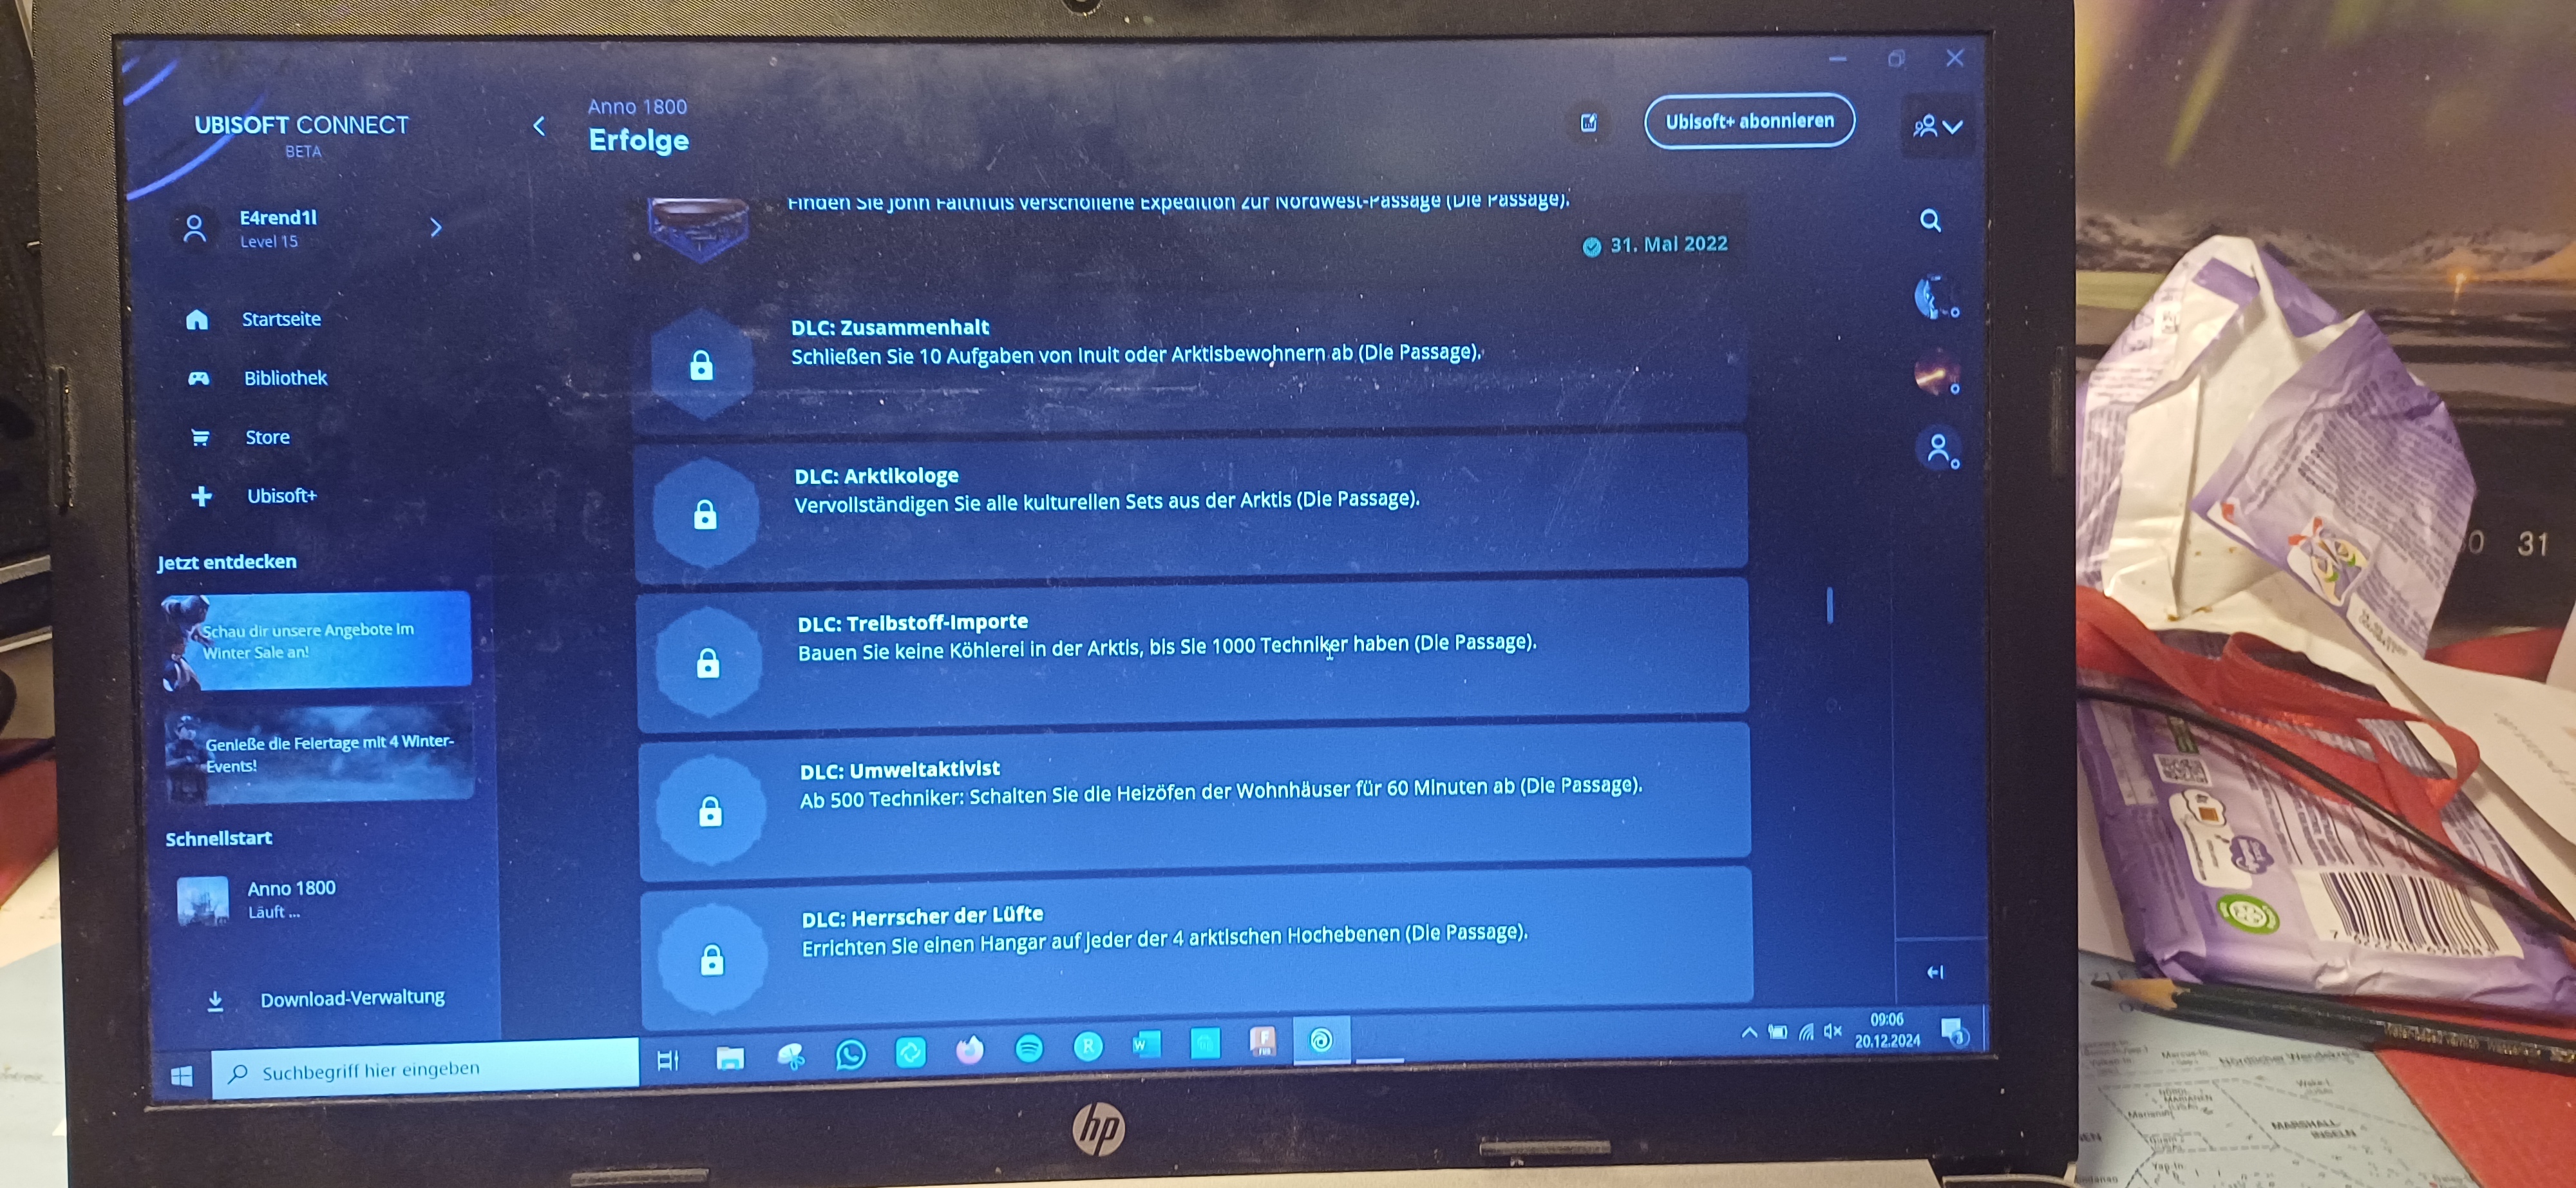 UBISOFT CONNECT
BETA
Anno 1800
Erfolge
Ubisoft+ abonnieren
E4rend1l
Level 15
Startseite
Bibliothek
Store
Ubisoft+
Jetzt entdecken
Schau dir unsere Angebote im
Winter Sale an!
Genieße die Feiertage mit 4 Winter-
Events!
Schnellstart
Anno 1800
Läuft ...
Download-Verwaltung
Finden Sie John Faithfuls verschollene Expedition zur Nordwest-Passage (Die Passage).
31. Mai 2022
DLC: Zusammenhalt
Schließen Sie 10 Aufgaben von Inuit oder Arktisbewohnern ab (Die Passage).
DLC: Arktikologe
Vervollständigen Sie alle kulturellen Sets aus der Arktis (Die Passage).
DLC: Treibstoff-Importe
Bauen Sie keine Köhlerei in der Arktis, bis Sie 1000 Techniker haben (Die Passage).
DLC: Umweltaktivist
Ab 500 Techniker: Schalten Sie die Heizöfen der Wohnhäuser für 60 Minuten ab (Die Passage).
DLC: Herrscher der Lüfte
Errichten Sie einen Hangar auf jeder der 4 arktischen Hochebenen (Die Passage).
Suchbegriff hier eingeben
09:06
20.12.2024
3
hp
31
Nördlicher Wendekreis
MARSHALL
INSELN